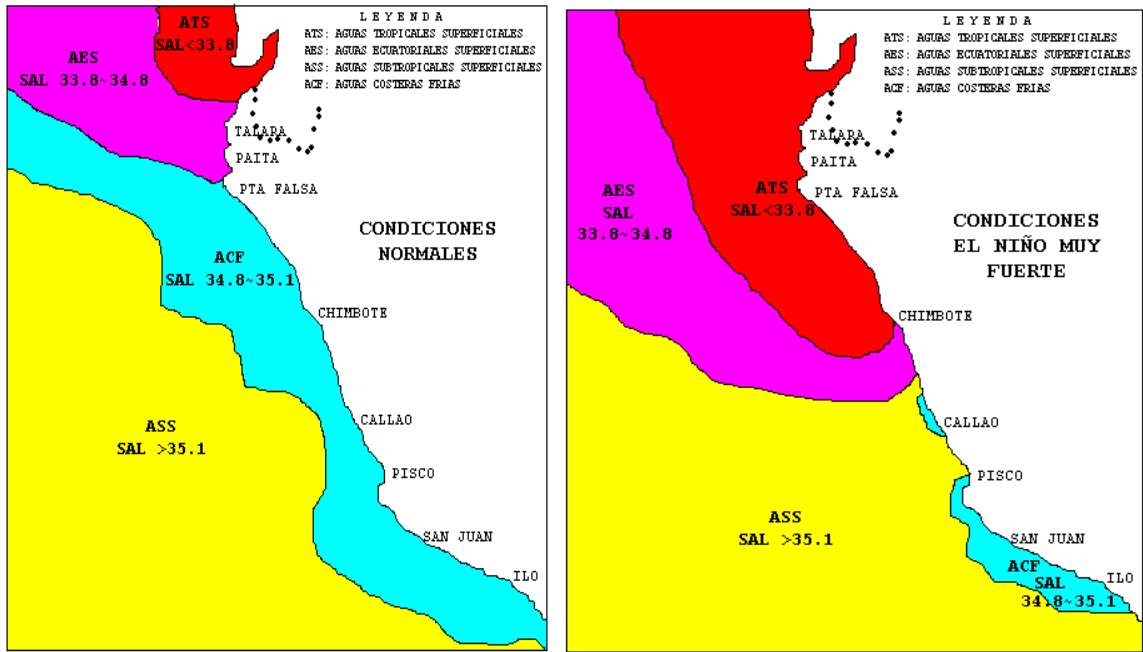 LEYENDA
ATS: AGUAS TROPICALES SUPERFICIALES
AES: AGUAS ECUATORIALES SUPERFICIALES
ASS: AGUAS SUBTROPICALES SUPERFICIALES
ACF: AGUAS COSTERAS FRIAS
ATS
SAL<33.8
AES
SAL 33.8~34.8
TALARA
PAITA
PTA FALSA
CONDICIONES
NORMALES
ACF
SAL 34.8~35.1
CHIMBOTE
ASS
SAL >35.1
CALLAO
PISCO
SAN JUAN
ILO
LEYENDA
ATS: AGUAS TROPICALES SUPERFICIALES
AES: AGUAS ECUATORIALES SUPERFICIALES
ASS: AGUAS SUBTROPICALES SUPERFICIALES
ACF: AGUAS COSTERAS FRIAS
TALARA
PAITA
PTA FALSA
AES
SAL
33.8~34.8
ATS
SAL<33.8
CONDICIONES
EL NIÑO MUY
FUERTE
CHIMBOTE
CALLAO
PISCO
ASS
SAL >35.1
SAN JUAN
ACF
SAL
34.8~35.1
ILO